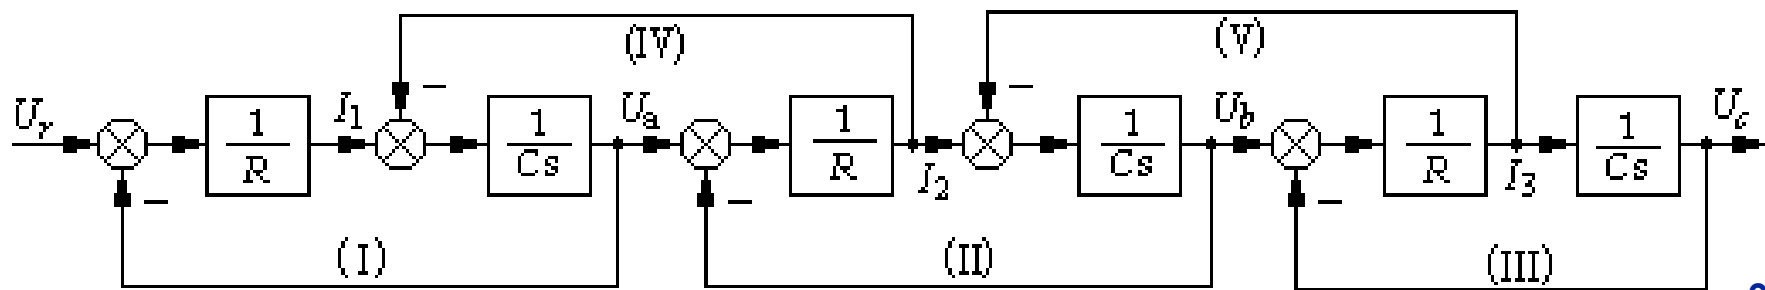 (IV)
(V)
U_r
1/R
I_1
1/Cs
U_a
1/R
I_2
1/Cs
U_b
1/R
I_3
1/Cs
U_c
− − − − −
(I)
(II)
(III)